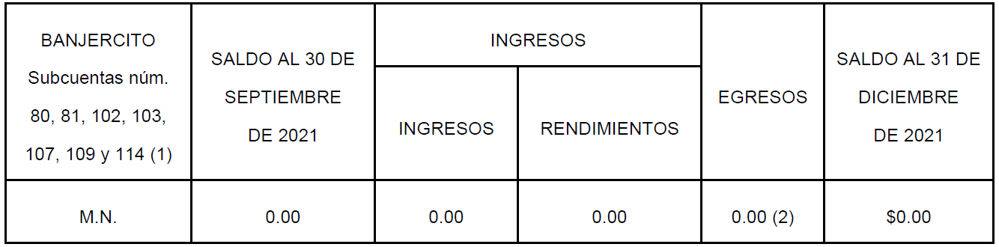 BANJERCITO
Subcuentas núm.
80, 81, 102, 103,
107, 109 y 114 (1)
SALDO AL 30 DE
SEPTIEMBRE
DE 2021
INGRESOS
INGRESOS
RENDIMIENTOS
EGRESOS
SALDO AL 31 DE
DICIEMBRE
DE 2021
M.N.
0.00
0.00
0.00
0.00 (2)
$0.00